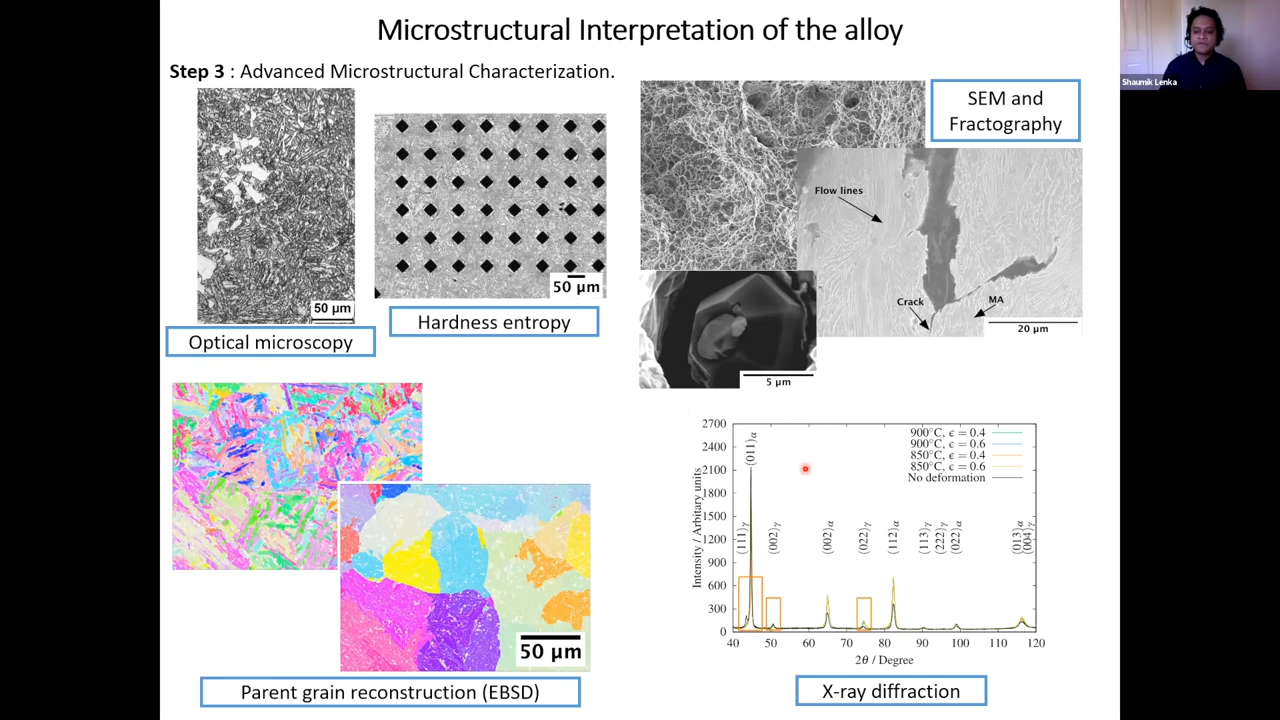 Microstructural Interpretation of the alloy
Step 3 : Advanced Microstructural Characterization.
Shaumik Lenka
SEM and
Fractography
50 µm
Optical microscopy
50 µm
Hardness entropy
Flow lines
Crack
MA
20 µm
5 µm
50 µm
Parent grain reconstruction (EBSD)
2700
2400
2100
1800
1500
1200
900
600
300
0
Intensity / Arbitary units
900°C, ϵ = 0.4
900°C, ϵ = 0.6
850°C, ϵ = 0.4
850°C, ϵ = 0.6
No deformation
(111)γ
(011)α
(002)γ
(002)α
(022)γ
(112)α
(113)γ
(222)γ
(022)α
(013)α
(004)γ
40 50 60 70 80 90 100 110 120
2θ / Degree
X-ray diffraction